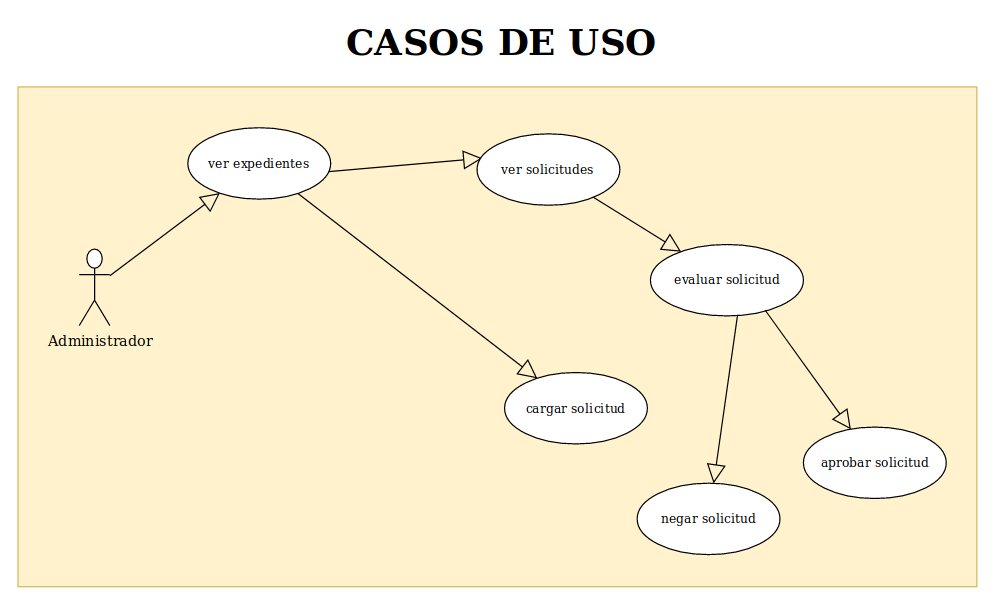 CASOS DE USO
ver expedientes
ver solicitudes
evaluar solicitud
Administrador
cargar solicitud
aprobar solicitud
negar solicitud